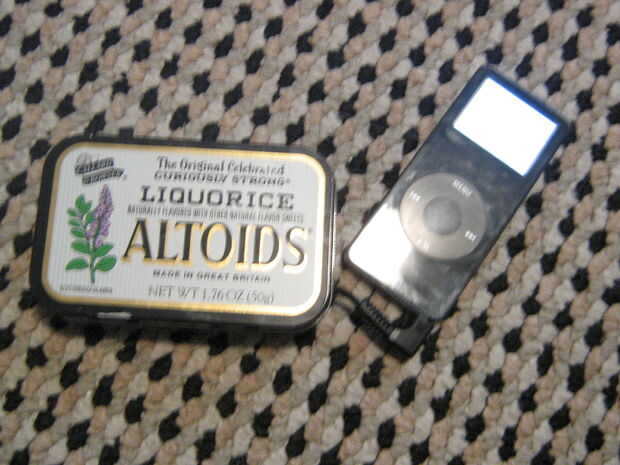 The Original Celebrated
CURIOUSLY STRONG
LIQUORICE
NATURALLY FLAVORED WITH OTHER NATURAL FLAVOR SWEETS
ALTOIDS
MADE IN GREAT BRITAIN
NET WT 1.76 OZ (50g)
MENU